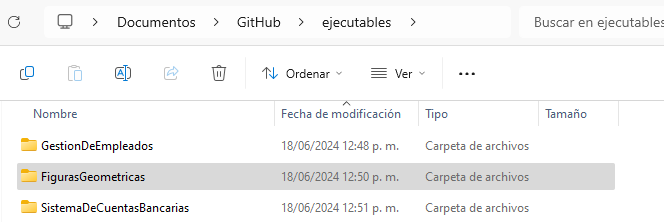 Documentos > GitHub > ejecutables > Buscar en ejecutables
Ordenar Ver ...
Nombre Fecha de modificación Tipo Tamaño
GestionDeEmpleados 18/06/2024 12:48 p. m. Carpeta de archivos
FigurasGeometricas 18/06/2024 12:50 p. m. Carpeta de archivos
SistemaDeCuentasBancarias 18/06/2024 12:51 p. m. Carpeta de archivos